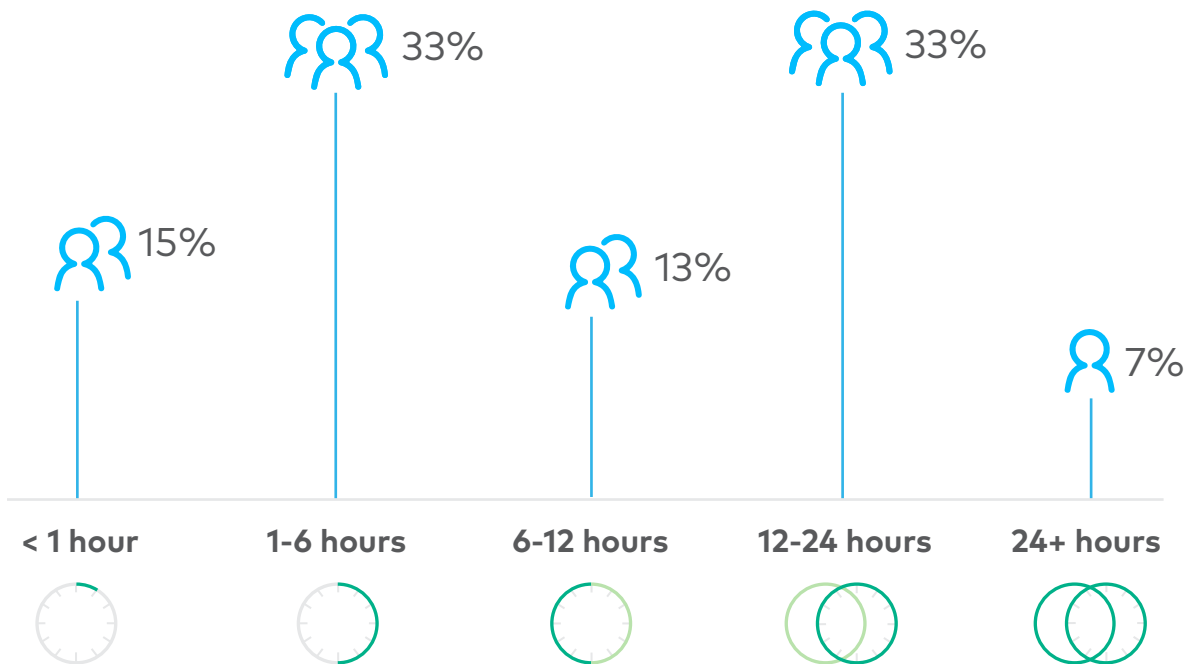 33%
33%
15%
13%
7%
< 1 hour
1-6 hours
6-12 hours
12-24 hours
24+ hours